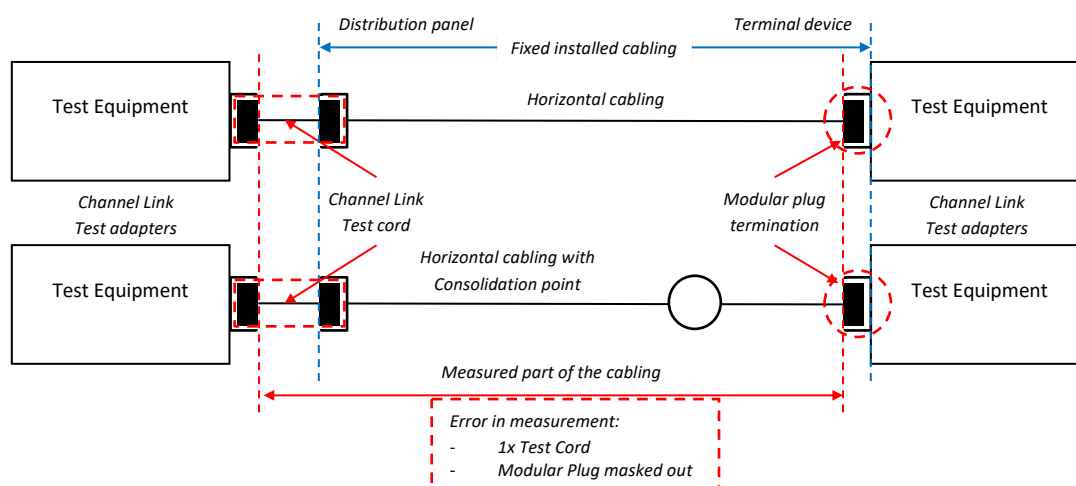 Distribution panel
Terminal device
Fixed installed cabling
Test Equipment
Horizontal cabling
Test Equipment
Channel Link
Test adapters
Channel Link
Test cord
Modular plug
termination
Channel Link
Test adapters
Test Equipment
Horizontal cabling with
Consolidation point
Test Equipment
Measured part of the cabling
Error in measurement:
- 1x Test Cord
- Modular Plug masked out